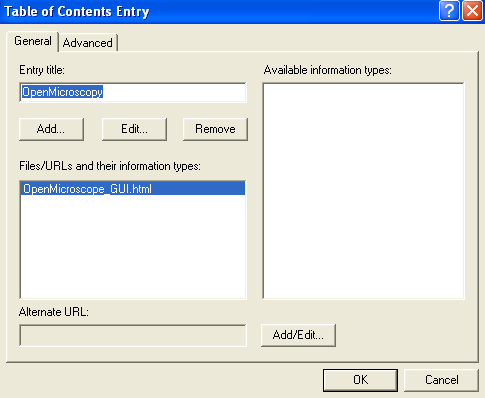 Table of Contents Entry
General
Advanced
Entry title:
Available information types:
OpenMicroscopy
Add...
Edit...
Remove
Files/URLs and their information types:
OpenMicroscope_GUI.html
Alternate URL:
Add/Edit...
OK
Cancel